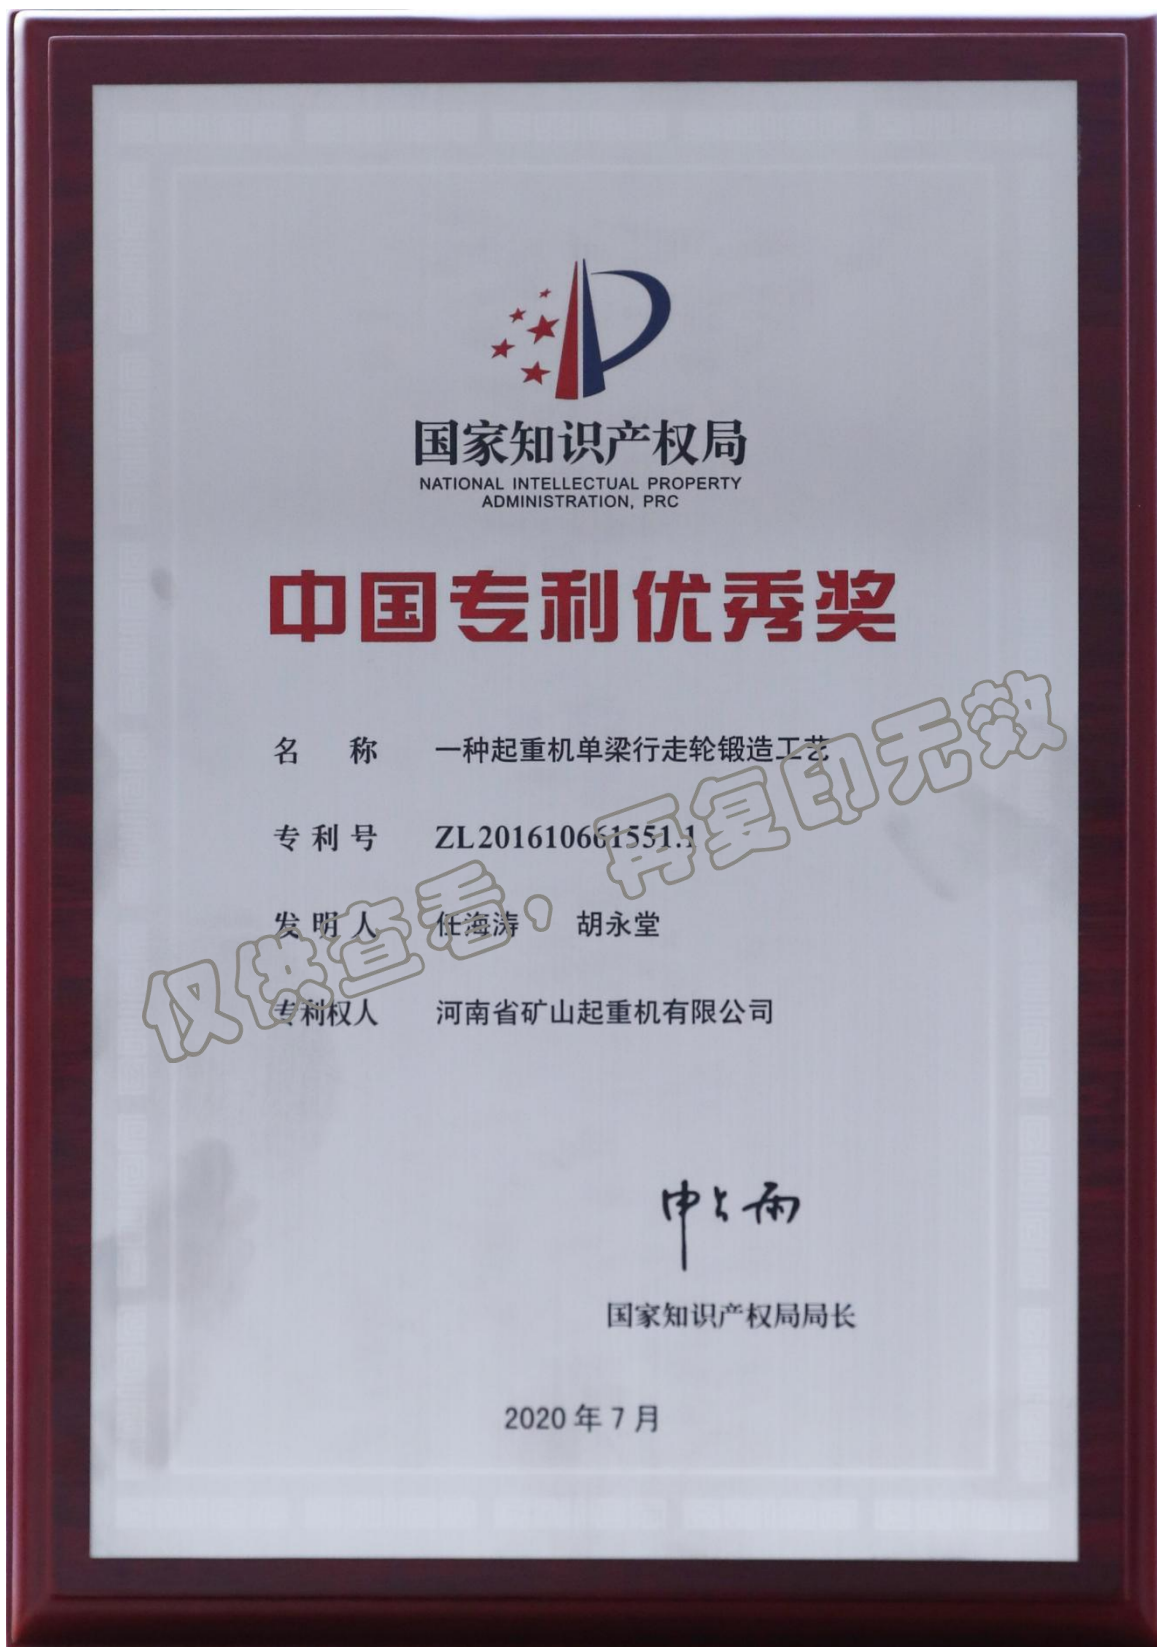 国家知识产权局
NATIONAL INTELLECTUAL PROPERTY
ADMINISTRATION, PRC
中国专利优秀奖
名 称 一种起重机单梁行走轮锻造工艺
专利号 ZL201610661551.1
发明人 任海涛 胡永堂
专利权人 河南省矿山起重机有限公司
仅供查看，再复印无效
申长雨
国家知识产权局局长
2020年7月